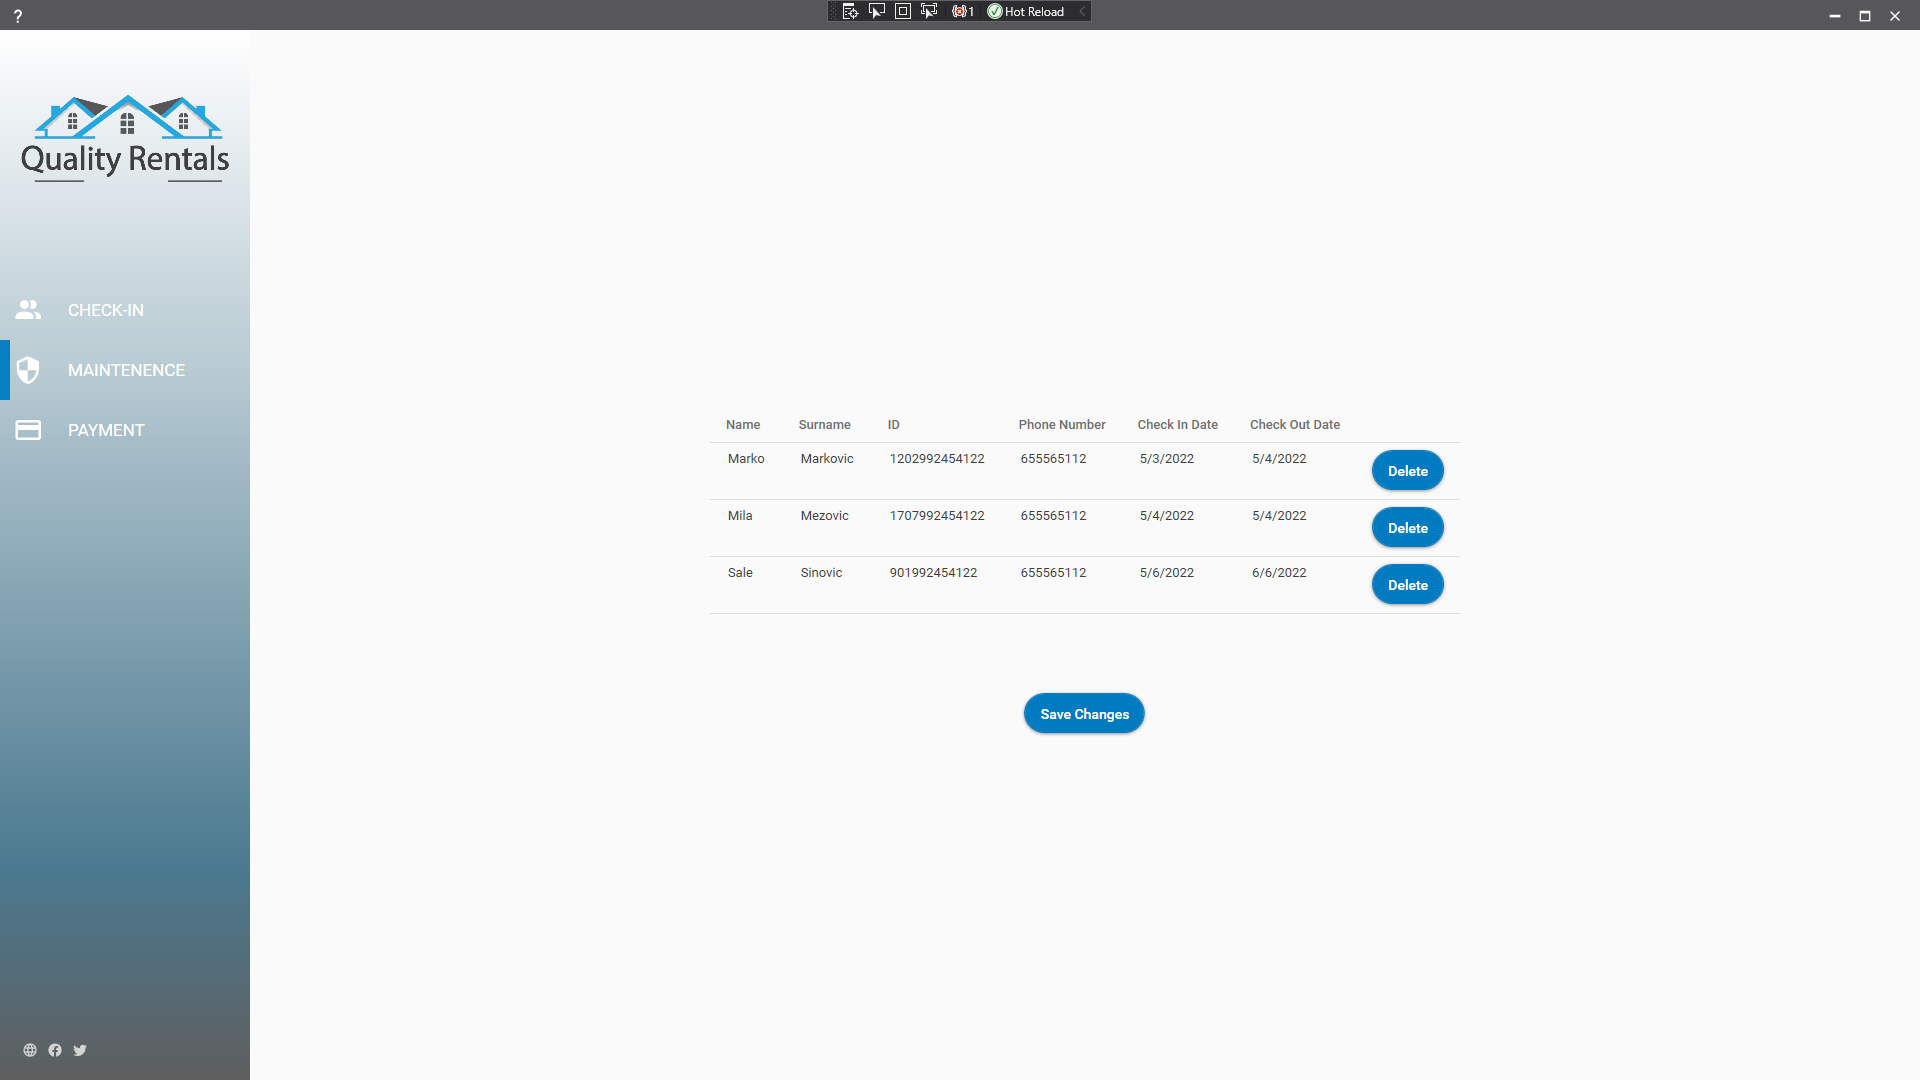 ?
1 Hot Reload
Quality Rentals
CHECK-IN
MAINTENENCE
PAYMENT
Name Surname ID Phone Number Check In Date Check Out Date
Marko Markovic 1202992454122 655565112 5/3/2022 5/4/2022 Delete
Mila Mezovic 1707992454122 655565112 5/4/2022 5/4/2022 Delete
Sale Sinovic 901992454122 655565112 5/6/2022 6/6/2022 Delete
Save Changes